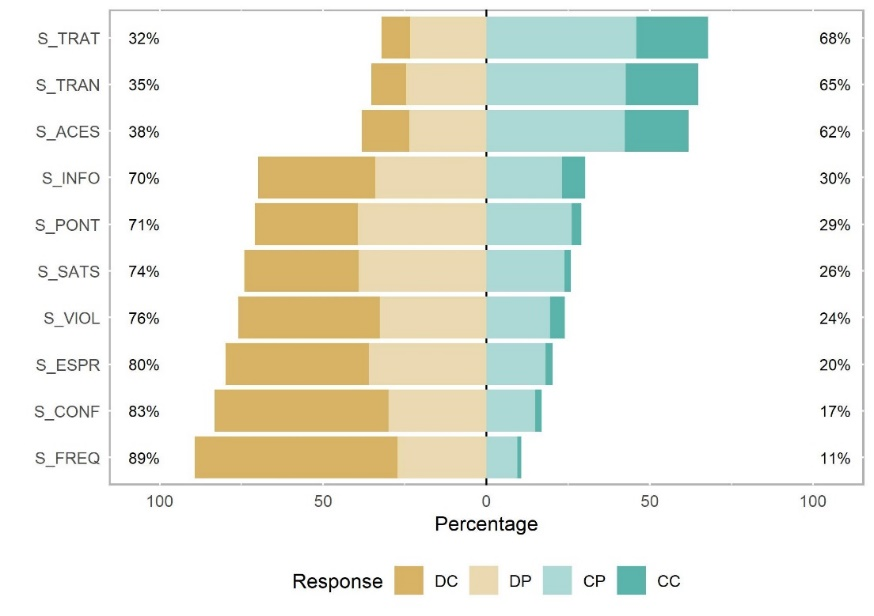 S_TRAT 32% 68%
S_TRAN 35% 65%
S_ACES 38% 62%
S_INFO 70% 30%
S_PONT 71% 29%
S_SATS 74% 26%
S_VIOL 76% 24%
S_ESPR 80% 20%
S_CONF 83% 17%
S_FREQ 89% 11%
100 50 0 50 100
Percentage
Response DC DP CP CC